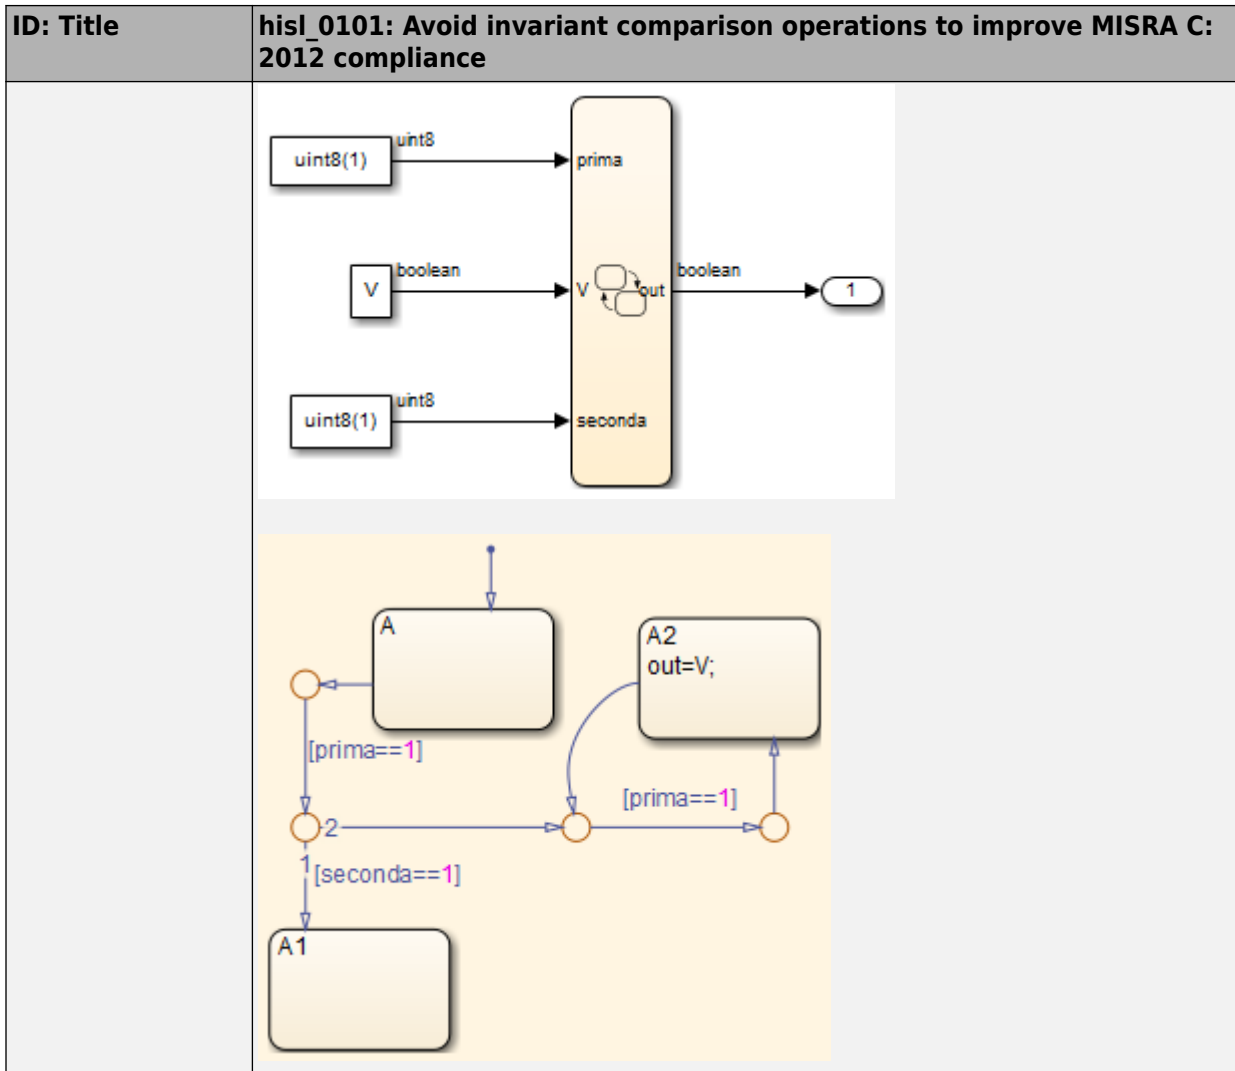 ID: Title
hisl_0101: Avoid invariant comparison operations to improve MISRA C:
2012 compliance
uint8(1)
uint8
prima
V
boolean
V
out
boolean
1
uint8(1)
uint8
seconda
A
A2
out=V;
[prima==1]
[prima==1]
2
1
[seconda==1]
A1